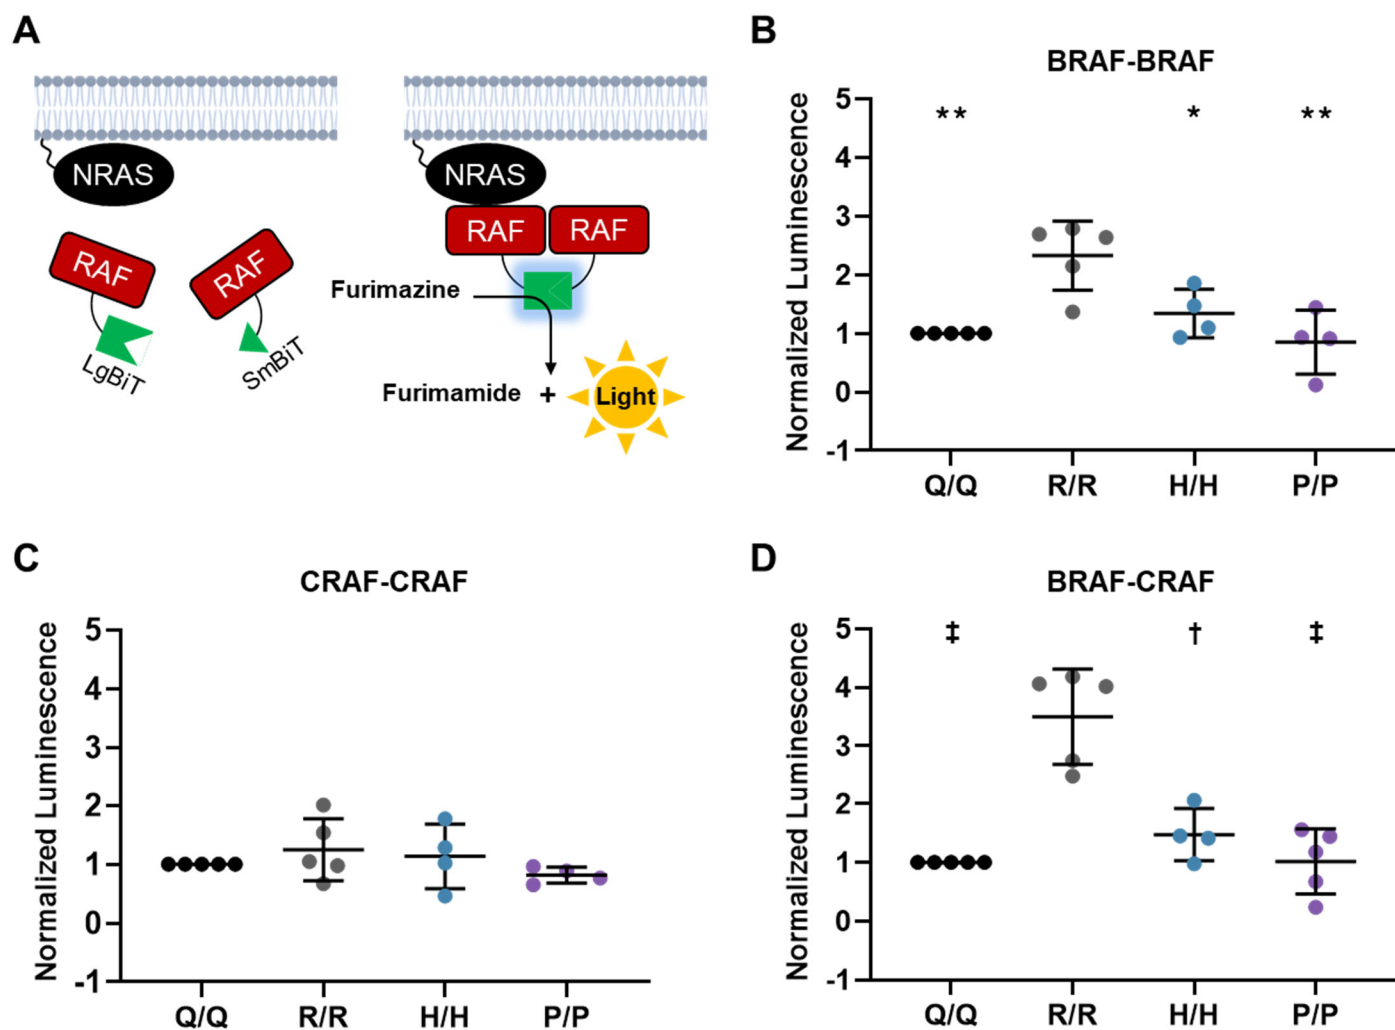 A
NRAS
RAF
RAF
LgBiT
SmBiT
NRAS
RAF RAF
Furimazine
Furimamide + Light
B
BRAF-BRAF
Normalized Luminescence
5
4
3
2
1
0
-1
** * **
Q/Q R/R H/H P/P
C
CRAF-CRAF
Normalized Luminescence
5
4
3
2
1
0
-1
Q/Q R/R H/H P/P
D
BRAF-CRAF
Normalized Luminescence
5
4
3
2
1
0
-1
‡ † ‡
Q/Q R/R H/H P/P